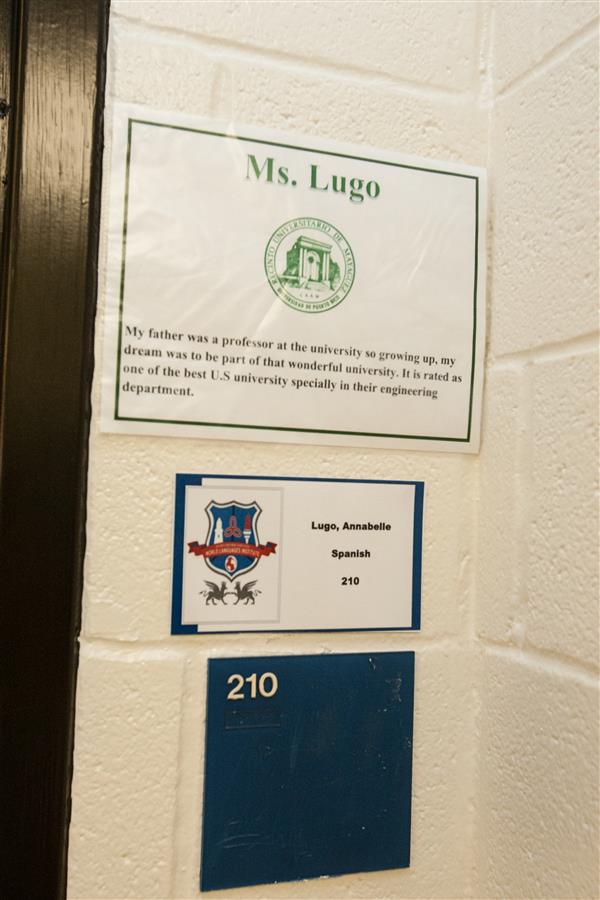 Ms. Lugo
RECINTO UNIVERSITARIO DE MAYAGUEZ
CAAM
DE PUERTO RICO
My father was a professor at the university so growing up, my
dream was to be part of that wonderful university. It is rated as
one of the best U.S university specially in their engineering
department.
Lugo, Annabelle
Spanish
210
WORLD LANGUAGES INSTITUTE
210